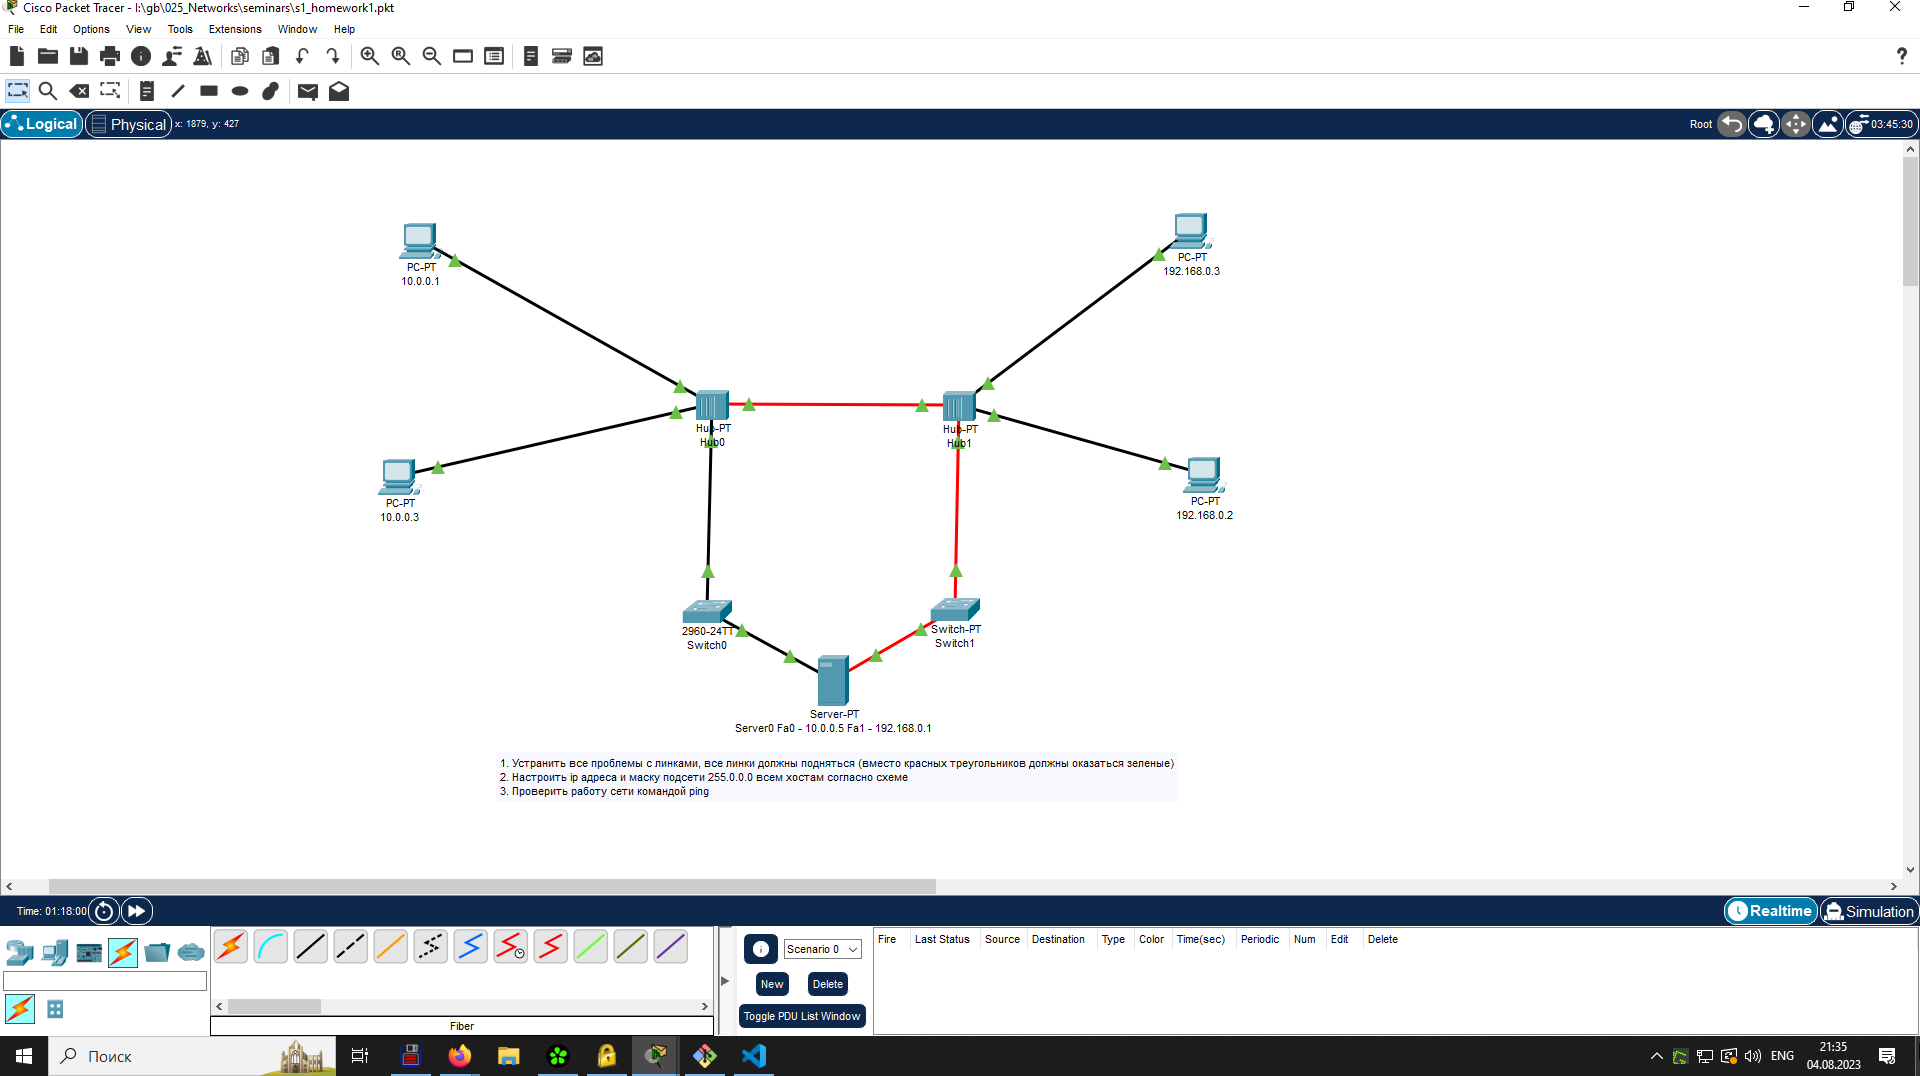 Cisco Packet Tracer - I:\gb\025_Networks\seminars\s1_homework1.pkt
File Edit Options View Tools Extensions Window Help
Logical Physical x: 1879, y: 427 Root 03:45:30
PC-PT
10.0.0.1
PC-PT
192.168.0.3
Hub-PT
Hub0
Hub-PT
Hub1
PC-PT
10.0.0.3
PC-PT
192.168.0.2
2960-24TT
Switch0
Switch-PT
Switch1
Server-PT
Server0 Fa0 - 10.0.0.5 Fa1 - 192.168.0.1
1. Устранить все проблемы с линками, все линки должны подняться (вместо красных треугольников должны оказаться зеленые)
2. Настроить ip адреса и маску подсети 255.0.0.0 всем хостам согласно схеме
3. Проверить работу сети командой ping
Time: 01:18:00 Realtime Simulation
Scenario 0
New Delete
Toggle PDU List Window
Fire Last Status Source Destination Type Color Time(sec) Periodic Num Edit Delete
Fiber
Поиск
ENG
21:35
04.08.2023